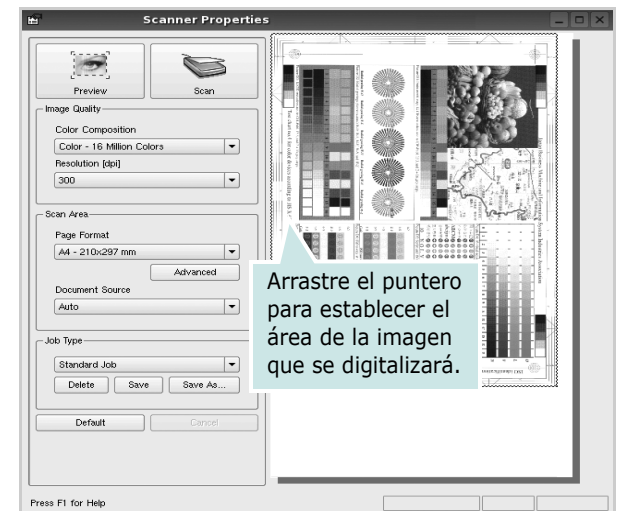 Scanner Properties
Preview
Scan
Image Quality
Color Composition
Color - 16 Million Colors
Resolution [dpi]
300
Scan Area
Page Format
A4 - 210x297 mm
Advanced
Document Source
Auto
Job Type
Standard Job
Delete
Save
Save As...
Default
Cancel
Arrastre el puntero
para establecer el
área de la imagen
que se digitalizará.
Press F1 for Help